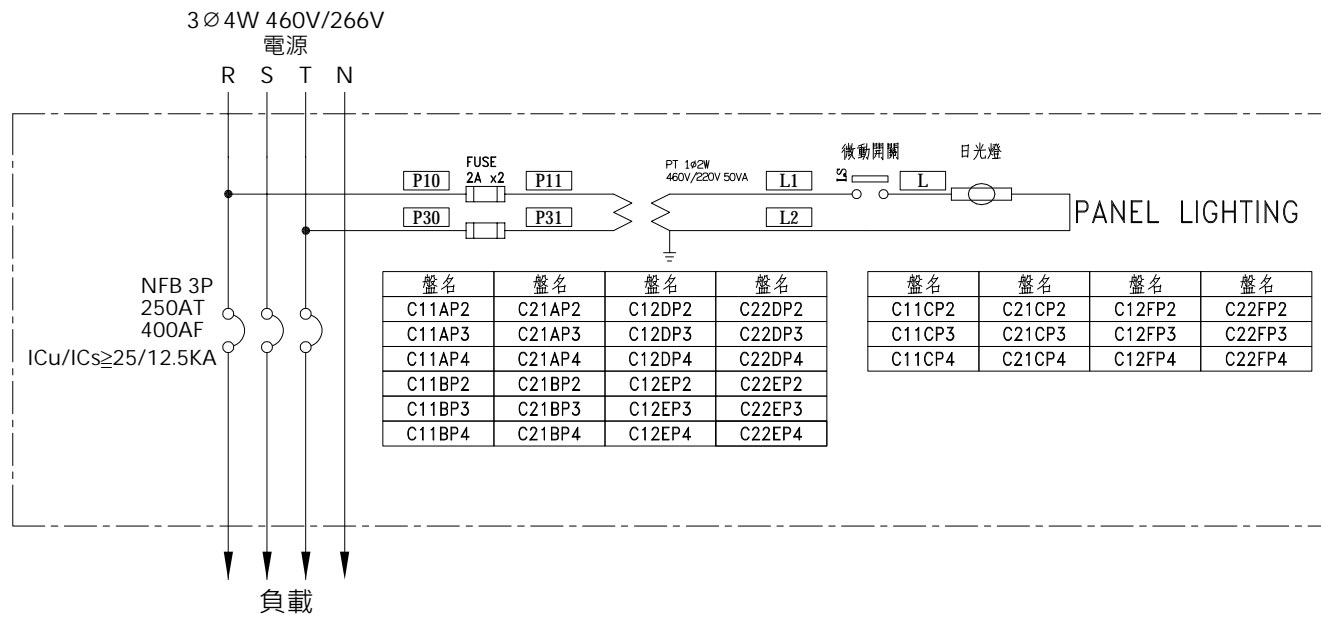 3∅4W 460V/266V
電源
R S T N
FUSE
2A x2
P10
P11
P30
P31
PT 1ϕ2W
460V/220V 50VA
L1
L2
微動開關
LS
L
日光燈
PANEL LIGHTING
NFB 3P
250AT
400AF
ICu/ICs≧25/12.5KA
盤名 盤名 盤名 盤名
C11AP2 C21AP2 C12DP2 C22DP2
C11AP3 C21AP3 C12DP3 C22DP3
C11AP4 C21AP4 C12DP4 C22DP4
C11BP2 C21BP2 C12EP2 C22EP2
C11BP3 C21BP3 C12EP3 C22EP3
C11BP4 C21BP4 C12EP4 C22EP4
盤名 盤名 盤名 盤名
C11CP2 C21CP2 C12FP2 C22FP2
C11CP3 C21CP3 C12FP3 C22FP3
C11CP4 C21CP4 C12FP4 C22FP4
負載